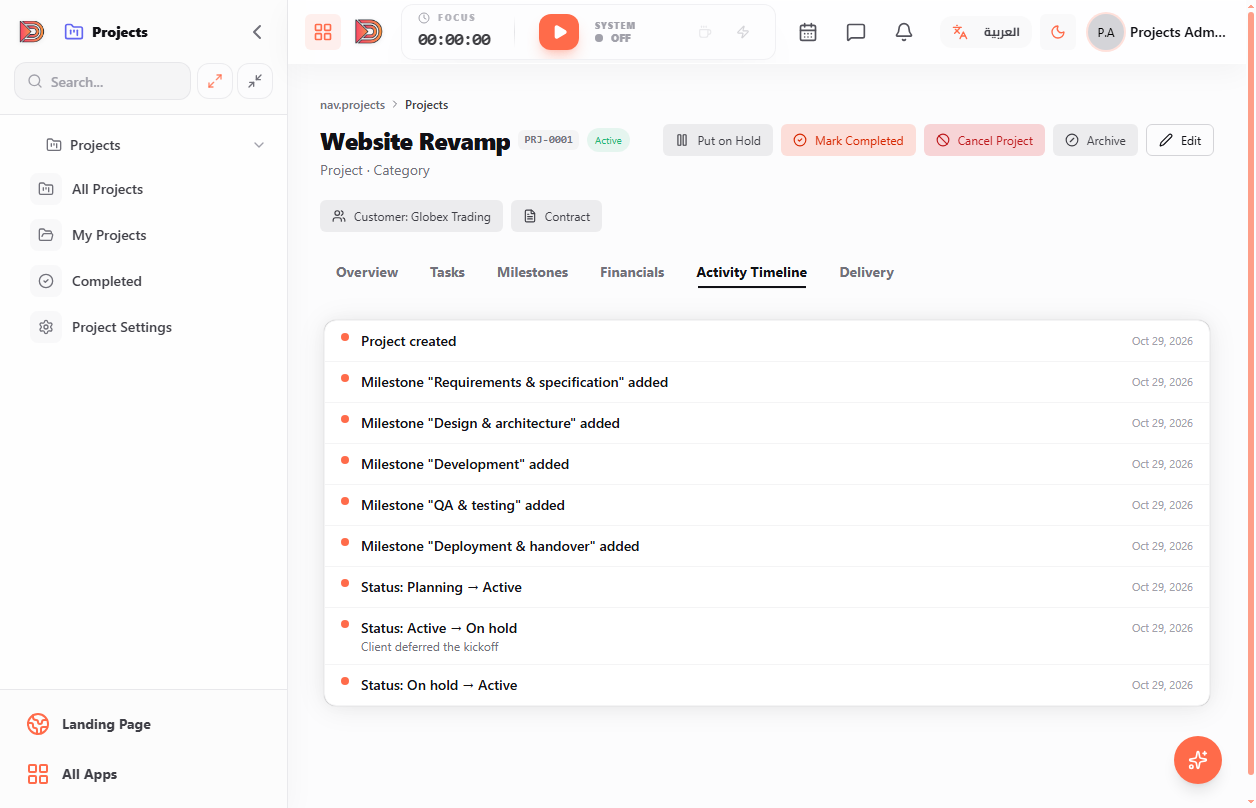 Projects
Search...
Projects
All Projects
My Projects
Completed
Project Settings
Landing Page
All Apps
FOCUS
00:00:00
SYSTEM
OFF
العربية
P.A
Projects Adm...
nav.projects > Projects
Website Revamp
PRJ-0001
Active
Put on Hold
Mark Completed
Cancel Project
Archive
Edit
Project · Category
Customer: Globex Trading
Contract
Overview
Tasks
Milestones
Financials
Activity Timeline
Delivery
Project created
Oct 29, 2026
Milestone "Requirements & specification" added
Oct 29, 2026
Milestone "Design & architecture" added
Oct 29, 2026
Milestone "Development" added
Oct 29, 2026
Milestone "QA & testing" added
Oct 29, 2026
Milestone "Deployment & handover" added
Oct 29, 2026
Status: Planning → Active
Oct 29, 2026
Status: Active → On hold
Oct 29, 2026
Client deferred the kickoff
Status: On hold → Active
Oct 29, 2026